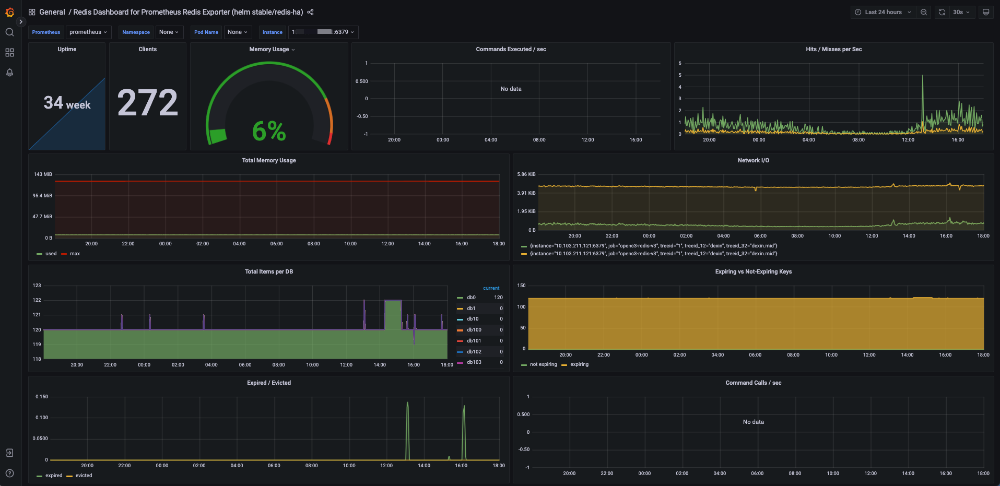 General / Redis Dashboard for Prometheus Redis Exporter (helm stable/redis-ha)
Last 24 hours
30s
Prometheus prometheus Namespace None Pod Name None instance 1 :6379
Uptime
34 week
Clients
272
Memory Usage
6%
Commands Executed / sec
1
0.500
0
-0.50
-1
No data
20:00 00:00 04:00 08:00 12:00 16:00
Hits / Misses per Sec
6
5
4
3
2
1
0
20:00 00:00 04:00 08:00 12:00 16:00
Total Memory Usage
143 MiB
95.4 MiB
47.7 MiB
0 B
20:00 22:00 00:00 02:00 04:00 06:00 08:00 10:00 12:00 14:00 16:00 18:00
used max
Network I/O
5.86 KiB
3.91 KiB
1.95 KiB
0 B
20:00 22:00 00:00 02:00 04:00 06:00 08:00 10:00 12:00 14:00 16:00 18:00
{instance="10.103.211.121:6379", job="openc3-redis-v3", treeid="1", treeid_12="dexin", treeid_32="dexin.mid"}
{instance="10.103.211.121:6379", job="openc3-redis-v3", treeid="1", treeid_12="dexin", treeid_32="dexin.mid"}
Total Items per DB
123
122
121
120
119
118
20:00 22:00 00:00 02:00 04:00 06:00 08:00 10:00 12:00 14:00 16:00 18:00
current
db0 120
db1 0
db10 0
db100 0
db101 0
db102 0
db103 0
Expiring vs Not-Expiring Keys
150
100
50
0
20:00 22:00 00:00 02:00 04:00 06:00 08:00 10:00 12:00 14:00 16:00 18:00
not expiring expiring
Expired / Evicted
0.150
0.100
0.0500
0
20:00 22:00 00:00 02:00 04:00 06:00 08:00 10:00 12:00 14:00 16:00 18:00
expired evicted
Command Calls / sec
1
0.500
0
-0.50
-1
No data
20:00 22:00 00:00 02:00 04:00 06:00 08:00 10:00 12:00 14:00 16:00 18:00